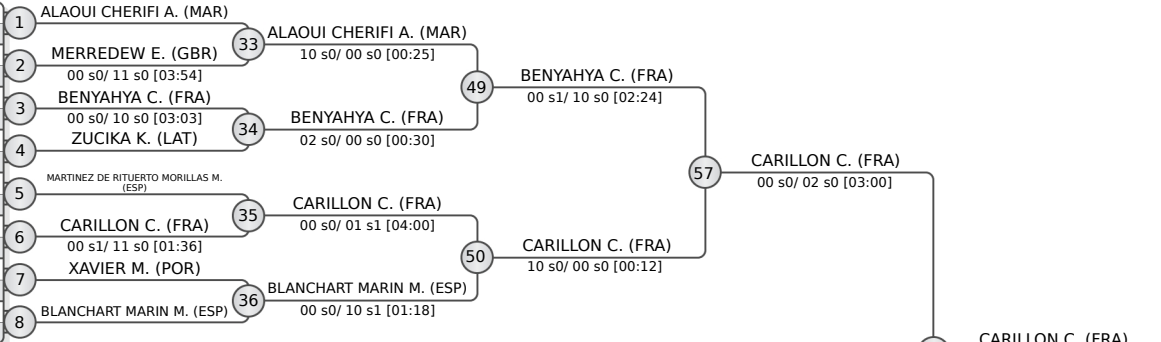 1
ALAOUI CHERIFI A. (MAR)
33
ALAOUI CHERIFI A. (MAR)
10 s0/ 00 s0 [00:25]
2
MERREDEW E. (GBR)
00 s0/ 11 s0 [03:54]
49
BENYAHYA C. (FRA)
00 s1/ 10 s0 [02:24]
3
BENYAHYA C. (FRA)
00 s0/ 10 s0 [03:03]
34
BENYAHYA C. (FRA)
02 s0/ 00 s0 [00:30]
4
ZUCIKA K. (LAT)
57
CARILLON C. (FRA)
00 s0/ 02 s0 [03:00]
5
MARTINEZ DE RITUERTO MORILLAS M.
(ESP)
35
CARILLON C. (FRA)
00 s0/ 01 s1 [04:00]
6
CARILLON C. (FRA)
00 s1/ 11 s0 [01:36]
50
CARILLON C. (FRA)
10 s0/ 00 s0 [00:12]
7
XAVIER M. (POR)
36
BLANCHART MARIN M. (ESP)
00 s0/ 10 s1 [01:18]
8
BLANCHART MARIN M. (ESP)
CARILLON C. (FRA)